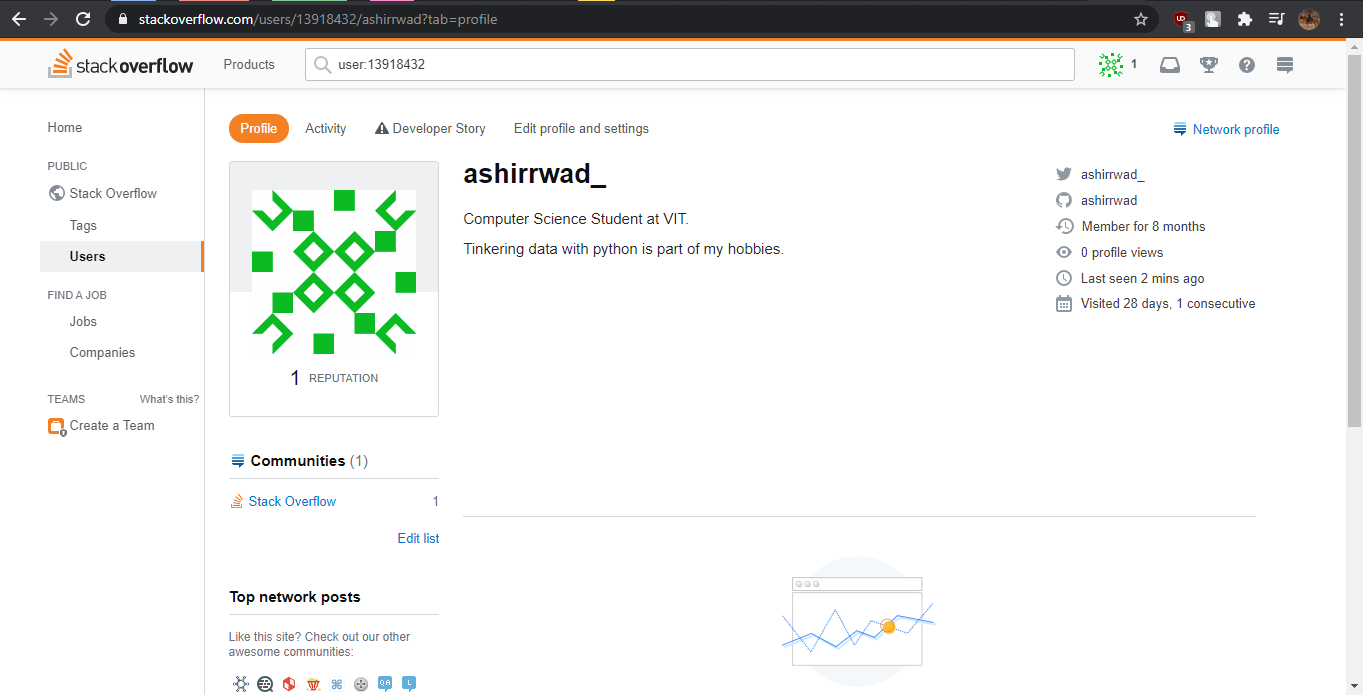 stackoverflow.com/users/13918432/ashirrwad?tab=profile
3
stackoverflow
Products
user:13918432
1
Home
PUBLIC
Stack Overflow
Tags
Users
FIND A JOB
Jobs
Companies
TEAMS What's this?
Create a Team
Profile Activity Developer Story Edit profile and settings
Network profile
1 REPUTATION
ashirrwad_
Computer Science Student at VIT.
Tinkering data with python is part of my hobbies.
ashirrwad_
ashirrwad
Member for 8 months
0 profile views
Last seen 2 mins ago
Visited 28 days, 1 consecutive
Communities (1)
Stack Overflow 1
Edit list
Top network posts
Like this site? Check out our other
awesome communities: